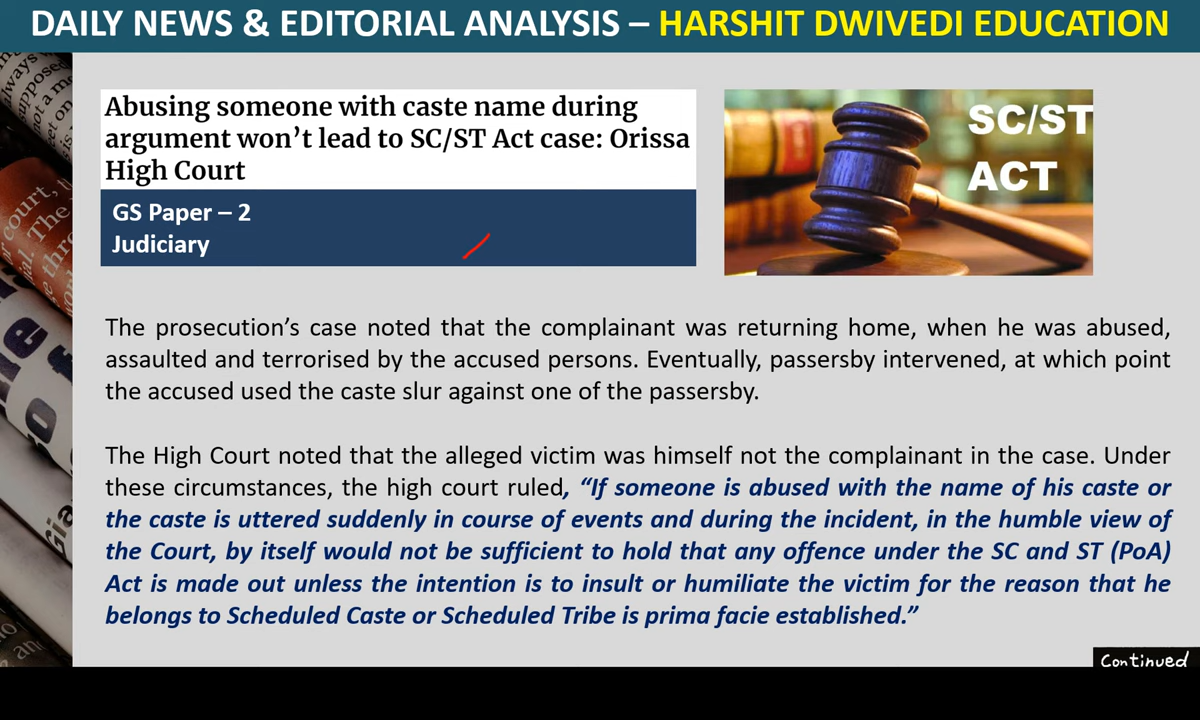 DAILY NEWS & EDITORIAL ANALYSIS – HARSHIT DWIVEDI EDUCATION
Abusing someone with caste name during
argument won’t lead to SC/ST Act case: Orissa
High Court
GS Paper – 2
Judiciary
SC/ST
ACT
The prosecution’s case noted that the complainant was returning home, when he was abused,
assaulted and terrorised by the accused persons. Eventually, passersby intervened, at which point
the accused used the caste slur against one of the passersby.
The High Court noted that the alleged victim was himself not the complainant in the case. Under
these circumstances, the high court ruled, “If someone is abused with the name of his caste or
the caste is uttered suddenly in course of events and during the incident, in the humble view of
the Court, by itself would not be sufficient to hold that any offence under the SC and ST (PoA)
Act is made out unless the intention is to insult or humiliate the victim for the reason that he
belongs to Scheduled Caste or Scheduled Tribe is prima facie established.”
Continued